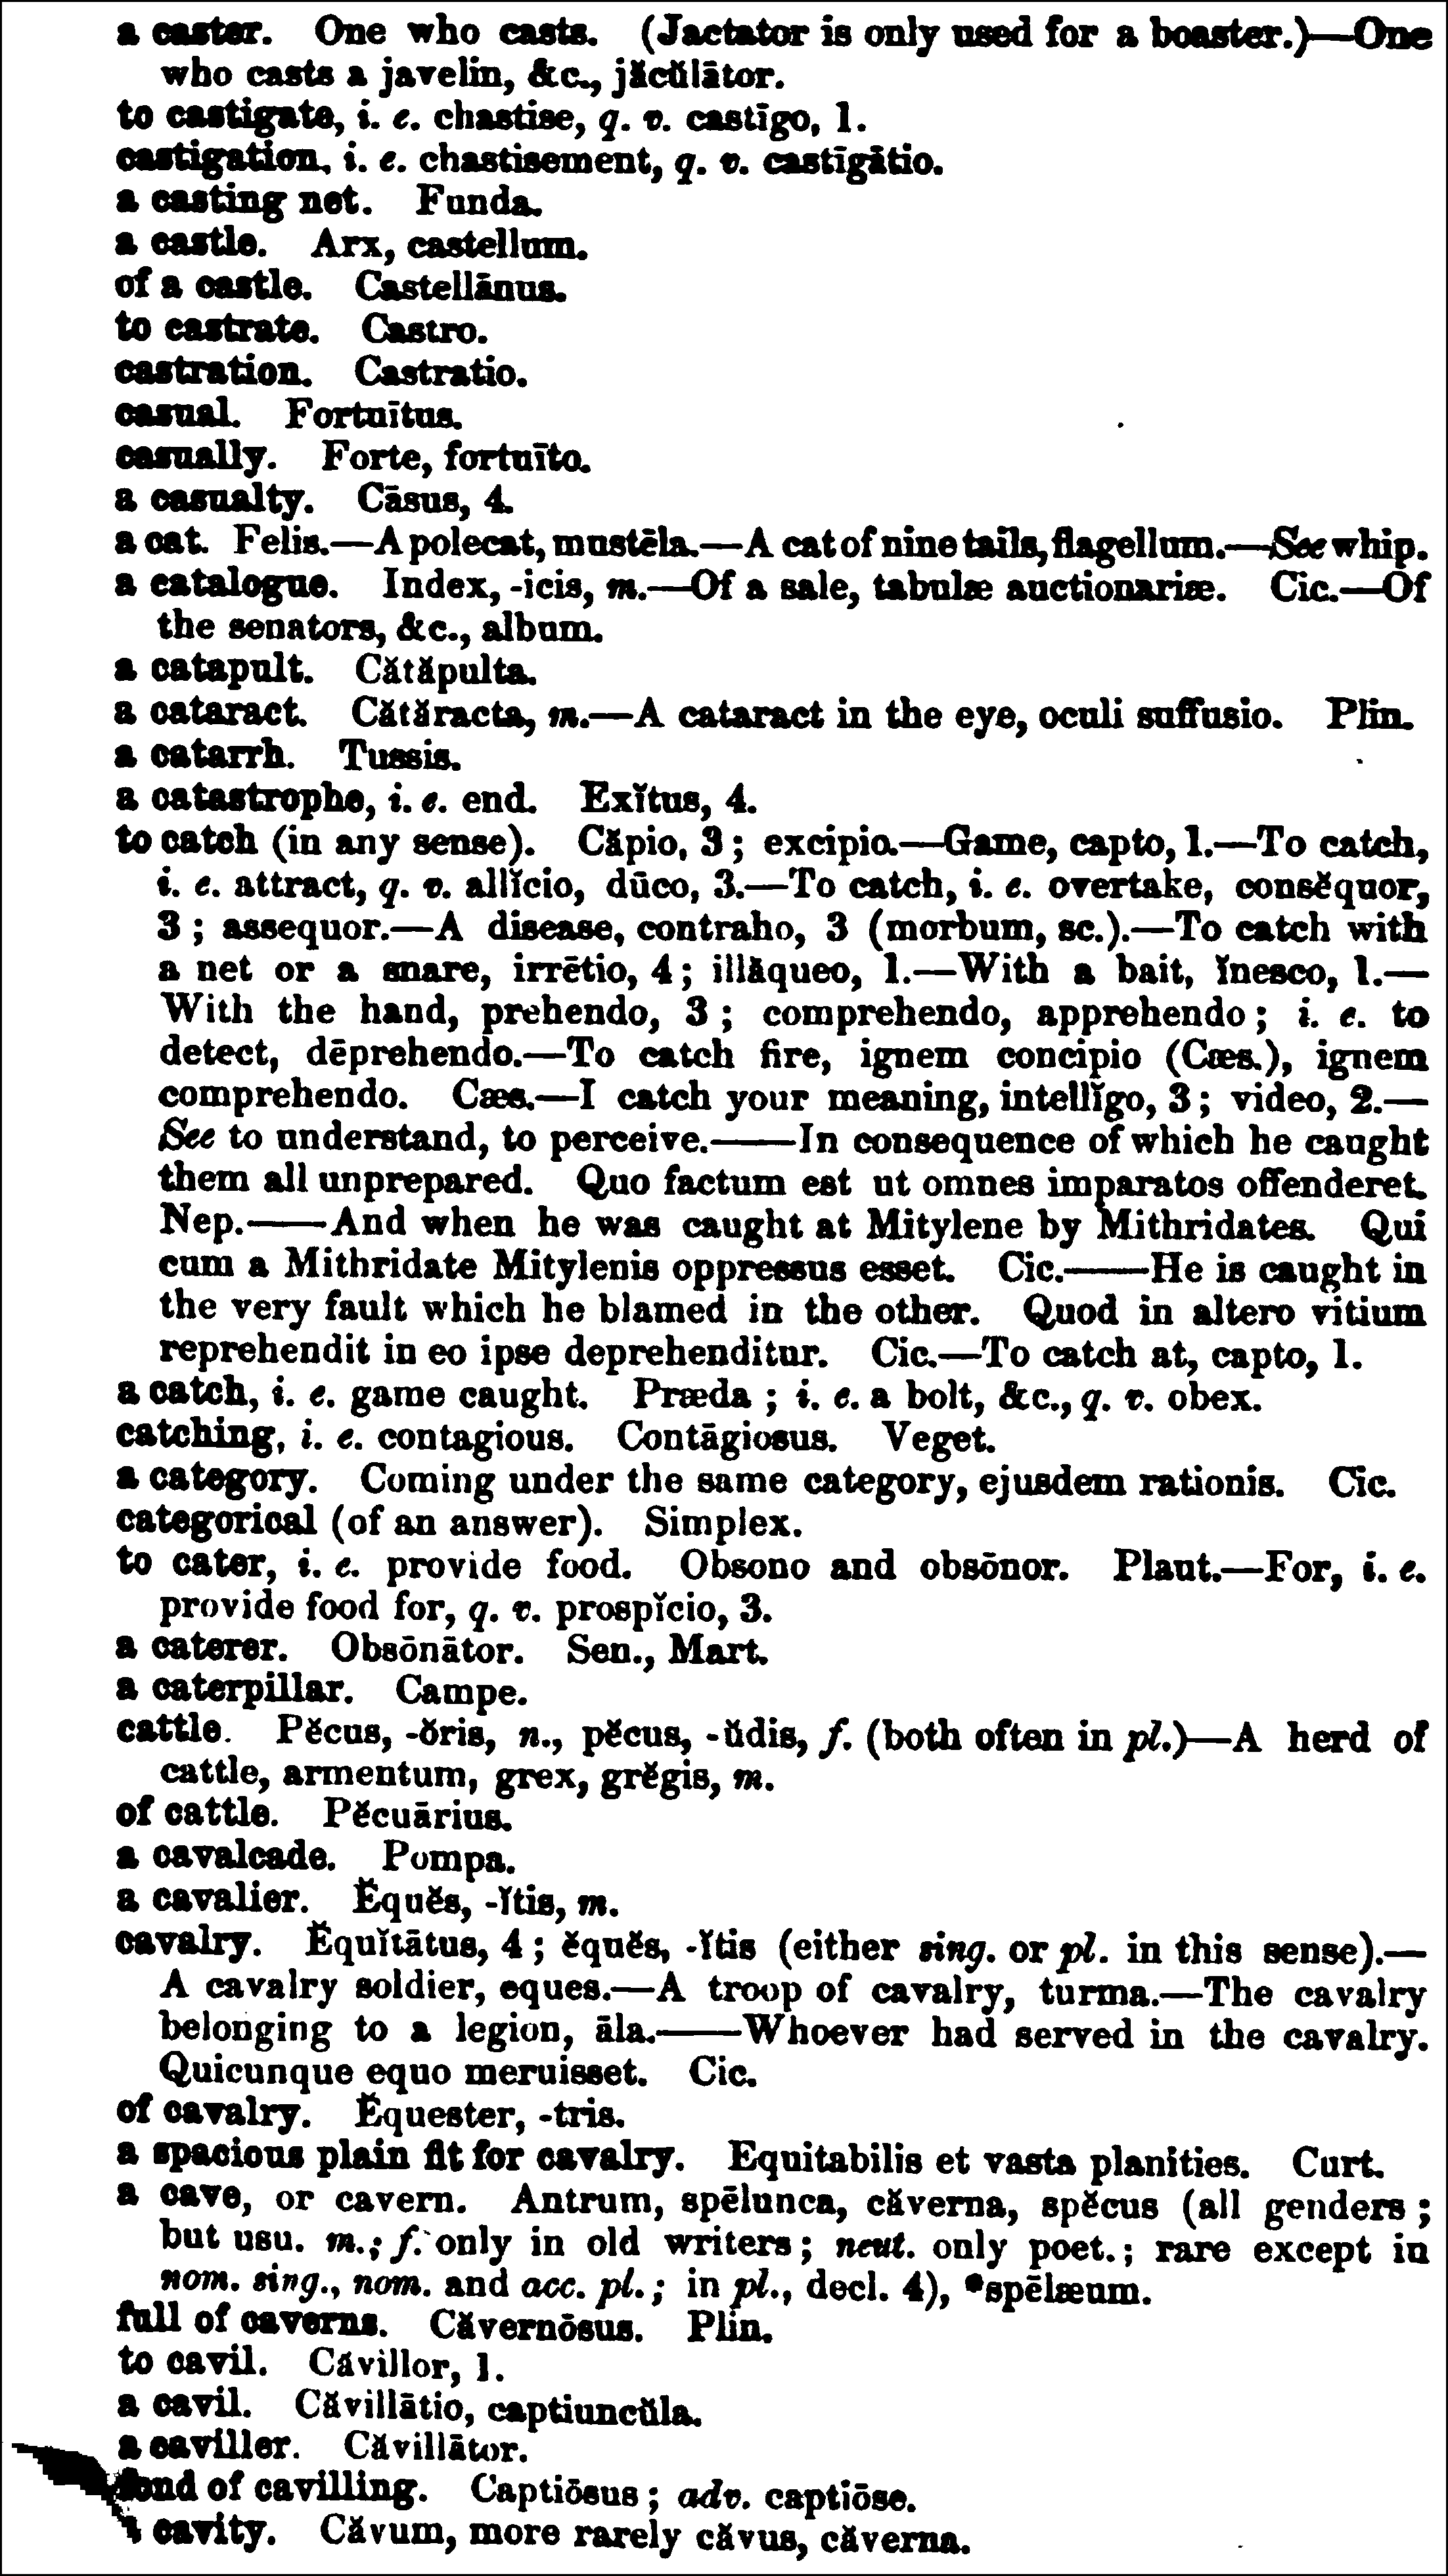 a caster. One who casts. (Jactator is only used for a boaster.)—One
who casts a javelin, &c., jăcŭlātor.
to castigate, i. e. chastise, q. v. castīgo, 1.
castigation, i. e. chastisement, q. v. castīgātio.
a casting net. Funda.
a castle. Arx, castellum.
of a castle. Castellānus.
to castrate. Castro.
castration. Castratio.
casual. Fortuītus.
casually. Forte, fortuīto.
a casualty. Cāsus, 4.
a cat. Felis.—A polecat, mustēla.—A cat of nine tails, flagellum.—See whip.
a catalogue. Index, -icis, m.—Of a sale, tabulæ auctionariæ. Cic.—Of
the senators, &c., album.
a catapult. Cătăpulta.
a cataract. Cătăracta, m.—A cataract in the eye, oculi suffusio. Plin.
a catarrh. Tussis.
a catastrophe, i. e. end. Exĭtus, 4.
to catch (in any sense). Căpio, 3; excipio.—Game, capto, 1.—To catch,
i. e. attract, q. v. allĭcio, dūco, 3.—To catch, i. e. overtake, consĕquor,
3; assequor.—A disease, contraho, 3 (morbum, sc.).—To catch with
a net or a snare, irrētio, 4; illăqueo, 1.—With a bait, ĭnesco, 1.—
With the hand, prehendo, 3; comprehendo, apprehendo; i. e. to
detect, dēprehendo.—To catch fire, ignem concipio (Cæs.), ignem
comprehendo. Cæs.—I catch your meaning, intellĭgo, 3; video, 2.—
See to understand, to perceive.——In consequence of which he caught
them all unprepared. Quo factum est ut omnes imparatos offenderet.
Nep.——And when he was caught at Mitylene by Mithridates. Qui
cum a Mithridate Mitylenis oppressus esset. Cic.——He is caught in
the very fault which he blamed in the other. Quod in altero vitium
reprehendit in eo ipse deprehenditur. Cic.—To catch at, capto, 1.
a catch, i. e. game caught. Præda; i. e. a bolt, &c., q. v. obex.
catching, i. e. contagious. Contāgiosus. Veget.
a category. Coming under the same category, ejusdem rationis. Cic.
categorical (of an answer). Simplex.
to cater, i. e. provide food. Obsono and obsōnor. Plaut.—For, i. e.
provide food for, q. v. prospĭcio, 3.
a caterer. Obsōnātor. Sen., Mart.
a caterpillar. Campe.
cattle. Pĕcus, -ŏris, n., pĕcus, -ŭdis, f. (both often in pl.)—A herd of
cattle, armentum, grex, grĕgis, m.
of cattle. Pĕcuārius.
a cavalcade. Pompa.
a cavalier. Ĕquĕs, -ĭtis, m.
cavalry. Ĕquĭtātus, 4; ĕquĕs, -ĭtis (either sing. or pl. in this sense).—
A cavalry soldier, eques.—A troop of cavalry, turma.—The cavalry
belonging to a legion, āla.——Whoever had served in the cavalry.
Quicunque equo meruisset. Cic.
of cavalry. Ĕquester, -tris.
a spacious plain fit for cavalry. Equitabilis et vasta planities. Curt.
a cave, or cavern. Antrum, spēlunca, căverna, spĕcus (all genders;
but usu. m.; f. only in old writers; neut. only poet.; rare except in
nom. sing., nom. and acc. pl.; in pl., decl. 4), *spēlæum.
full of caverns. Căvernōsus. Plin.
to cavil. Căvillor, 1.
a cavil. Căvillātio, captiuncŭla.
a caviller. Căvillātor.
fond of cavilling. Captiōsus; adv. captiōse.
a cavity. Căvum, more rarely căvus, căverna.